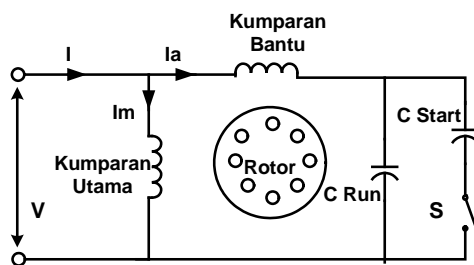 Kumparan
Bantu
I
Ia
Im
C Start
Kumparan
Utama
Rotor
C Run
V
S